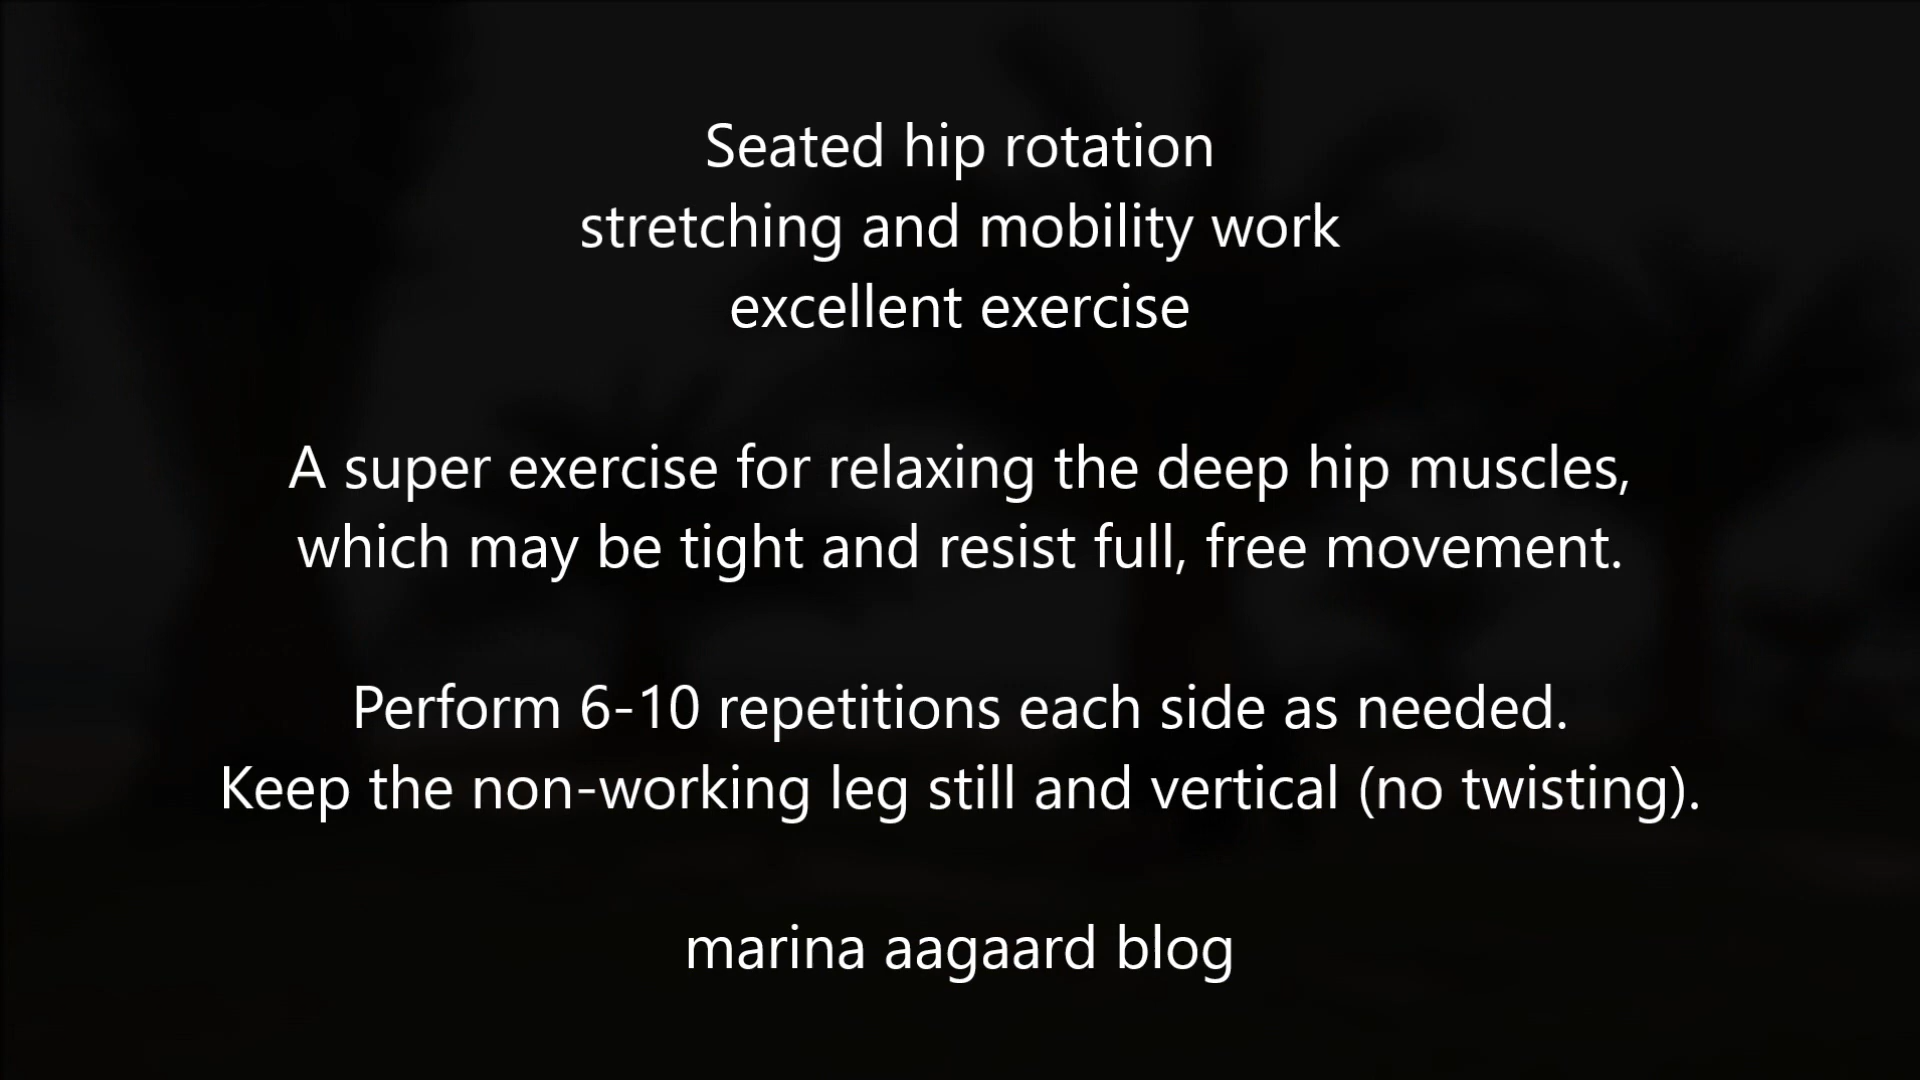 Seated hip rotation
stretching and mobility work
excellent exercise
A super exercise for relaxing the deep hip muscles,
which may be tight and resist full, free movement.
Perform 6-10 repetitions each side as needed.
Keep the non-working leg still and vertical (no twisting).
marina aagaard blog